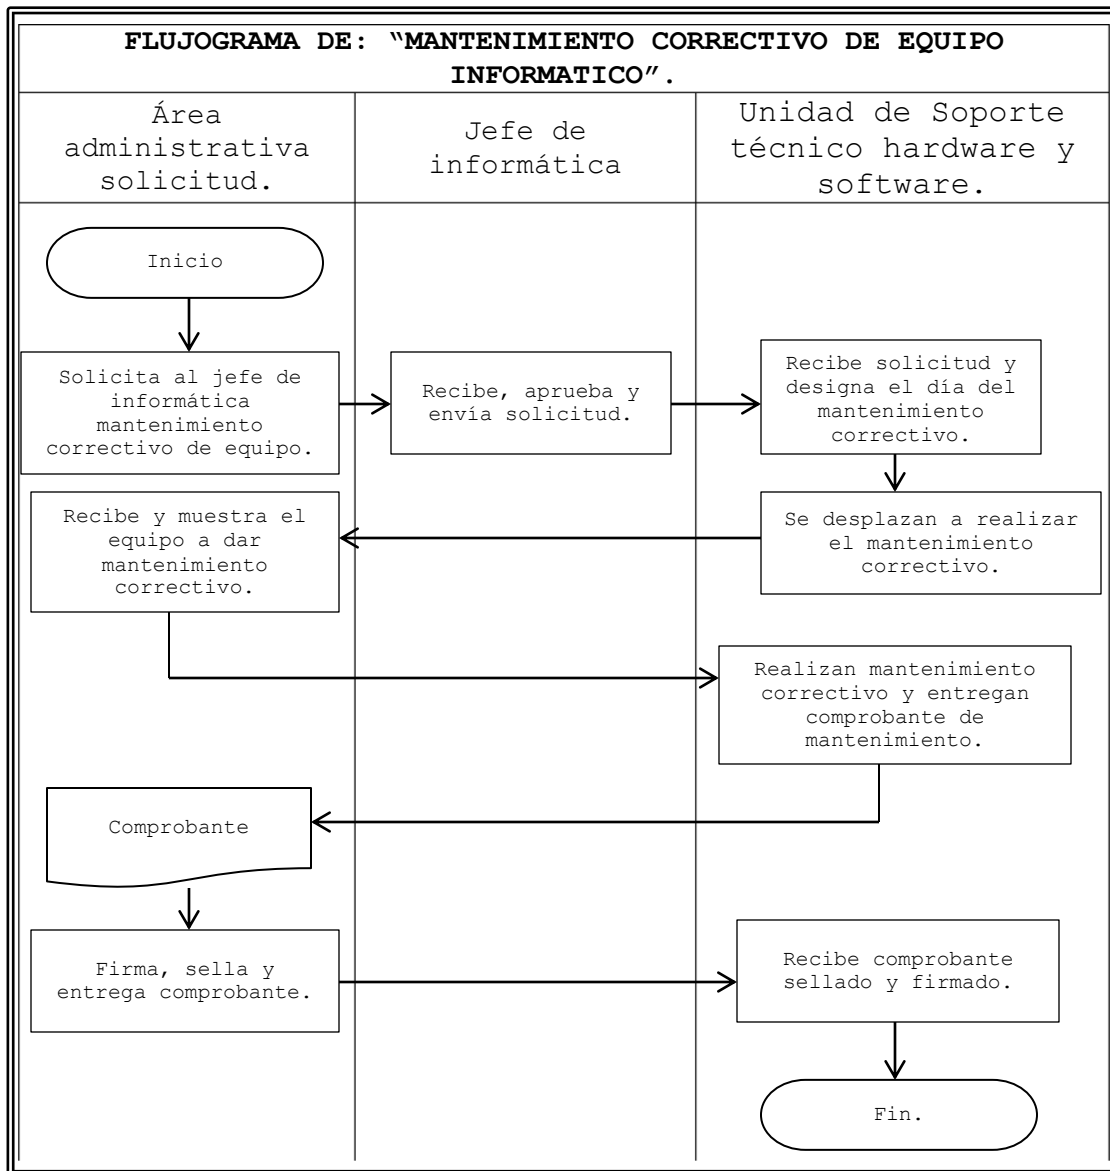 FLUJOGRAMA DE: “MANTENIMIENTO CORRECTIVO DE EQUIPO
INFORMATICO”.
Área
administrativa
solicitud.
Jefe de
informática
Unidad de Soporte
técnico hardware y
software.
Inicio
Solicita al jefe de
informática
mantenimiento
correctivo de equipo.
Recibe, aprueba y
envía solicitud.
Recibe solicitud y
designa el día del
mantenimiento
correctivo.
Se desplazan a realizar
el mantenimiento
correctivo.
Recibe y muestra el
equipo a dar
mantenimiento
correctivo.
Realizan mantenimiento
correctivo y entregan
comprobante de
mantenimiento.
Comprobante
Firma, sella y
entrega comprobante.
Recibe comprobante
sellado y firmado.
Fin.